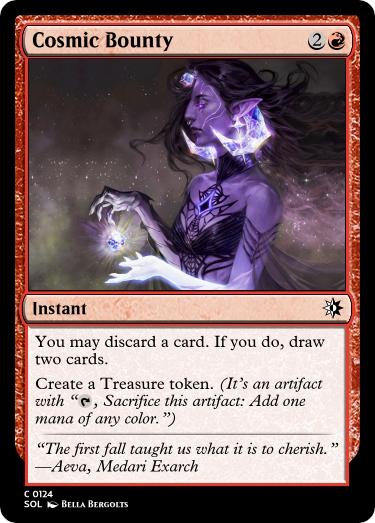 Cosmic Bounty 2
Instant
You may discard a card. If you do, draw
two cards.
Create a Treasure token. (It's an artifact
with “, Sacrifice this artifact: Add one
mana of any color.”)
“The first fall taught us what it is to cherish.”
—Aeva, Medari Exarch
C 0124
SOL Bella Bergolts